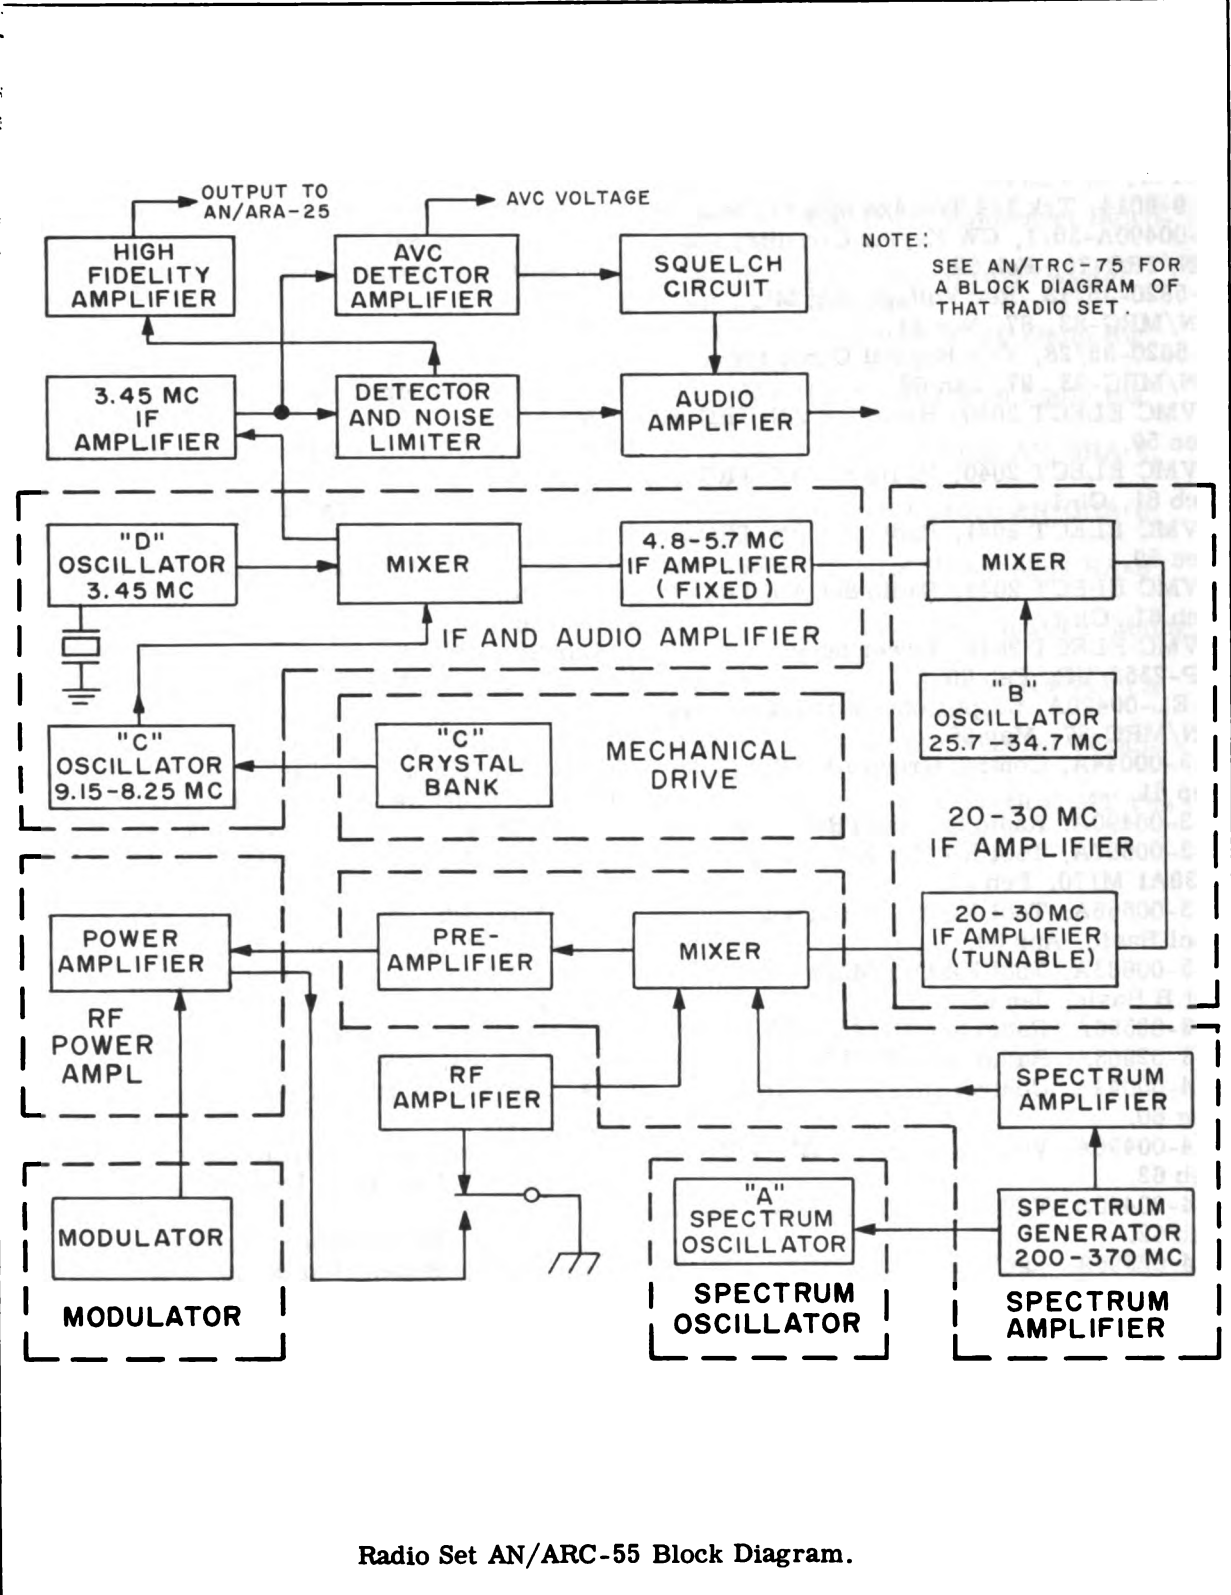 OUTPUT TO
AN/ARA-25
AVC VOLTAGE
HIGH
FIDELITY
AMPLIFIER
AVC
DETECTOR
AMPLIFIER
SQUELCH
CIRCUIT
NOTE:
SEE AN/TRC-75 FOR
A BLOCK DIAGRAM OF
THAT RADIO SET.
3.45 MC
IF
AMPLIFIER
DETECTOR
AND NOISE
LIMITER
AUDIO
AMPLIFIER
"D"
OSCILLATOR
3.45 MC
MIXER
4.8-5.7 MC
IF AMPLIFIER
(FIXED)
MIXER
IF AND AUDIO AMPLIFIER
"B"
OSCILLATOR
25.7-34.7 MC
"C"
OSCILLATOR
9.15-8.25 MC
"C"
CRYSTAL
BANK
MECHANICAL
DRIVE
20-30 MC
IF AMPLIFIER
POWER
AMPLIFIER
PRE-
AMPLIFIER
MIXER
20-30 MC
IF AMPLIFIER
(TUNABLE)
RF
POWER
AMPL
RF
AMPLIFIER
SPECTRUM
AMPLIFIER
MODULATOR
"A"
SPECTRUM
OSCILLATOR
SPECTRUM
GENERATOR
200-370 MC
MODULATOR
SPECTRUM
OSCILLATOR
SPECTRUM
AMPLIFIER
Radio Set AN/ARC-55 Block Diagram.